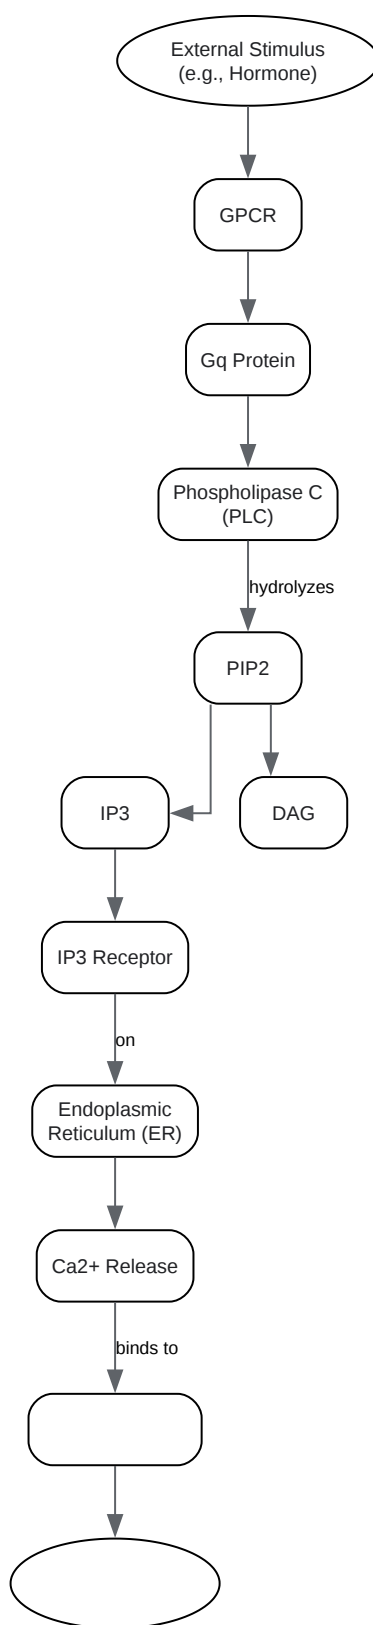 External Stimulus
(e.g., Hormone)
GPCR
Gq Protein
Phospholipase C
(PLC)
hydrolyzes
PIP2
IP3
DAG
IP3 Receptor
on
Endoplasmic
Reticulum (ER)
Ca2+ Release
binds to